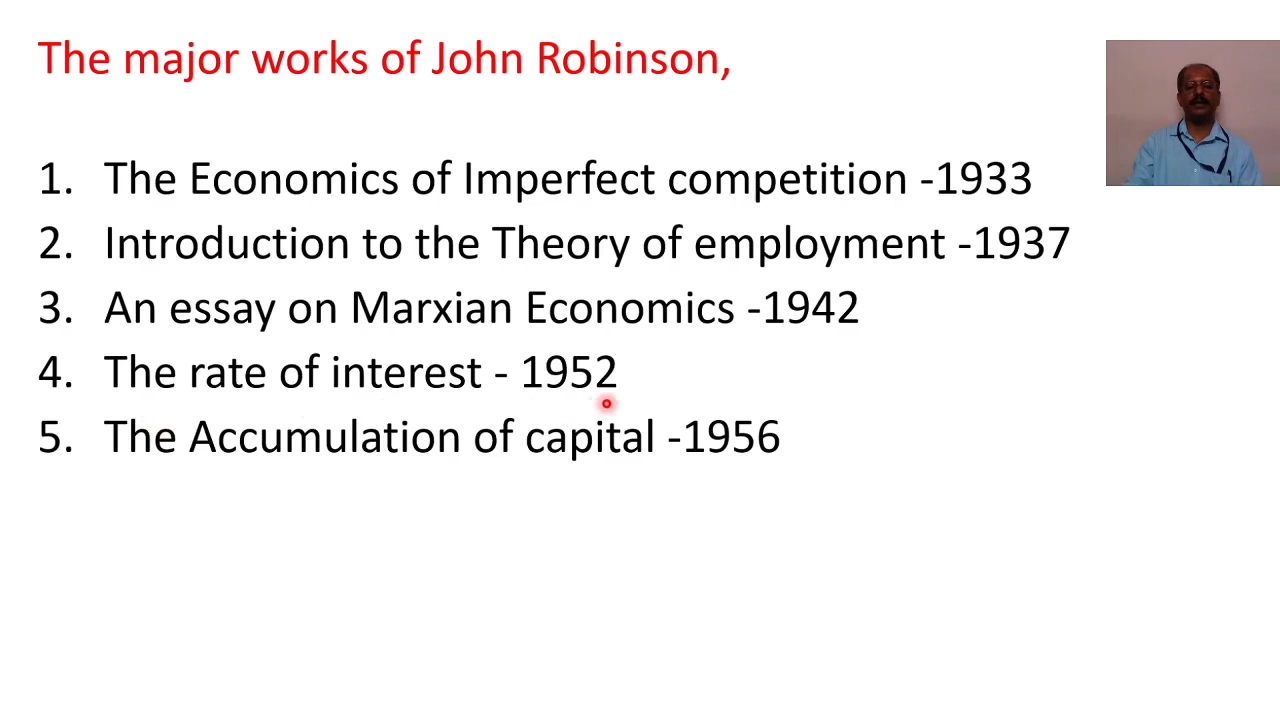 The major works of John Robinson,
1. The Economics of Imperfect competition -1933
2. Introduction to the Theory of employment -1937
3. An essay on Marxian Economics -1942
4. The rate of interest - 1952
5. The Accumulation of capital -1956